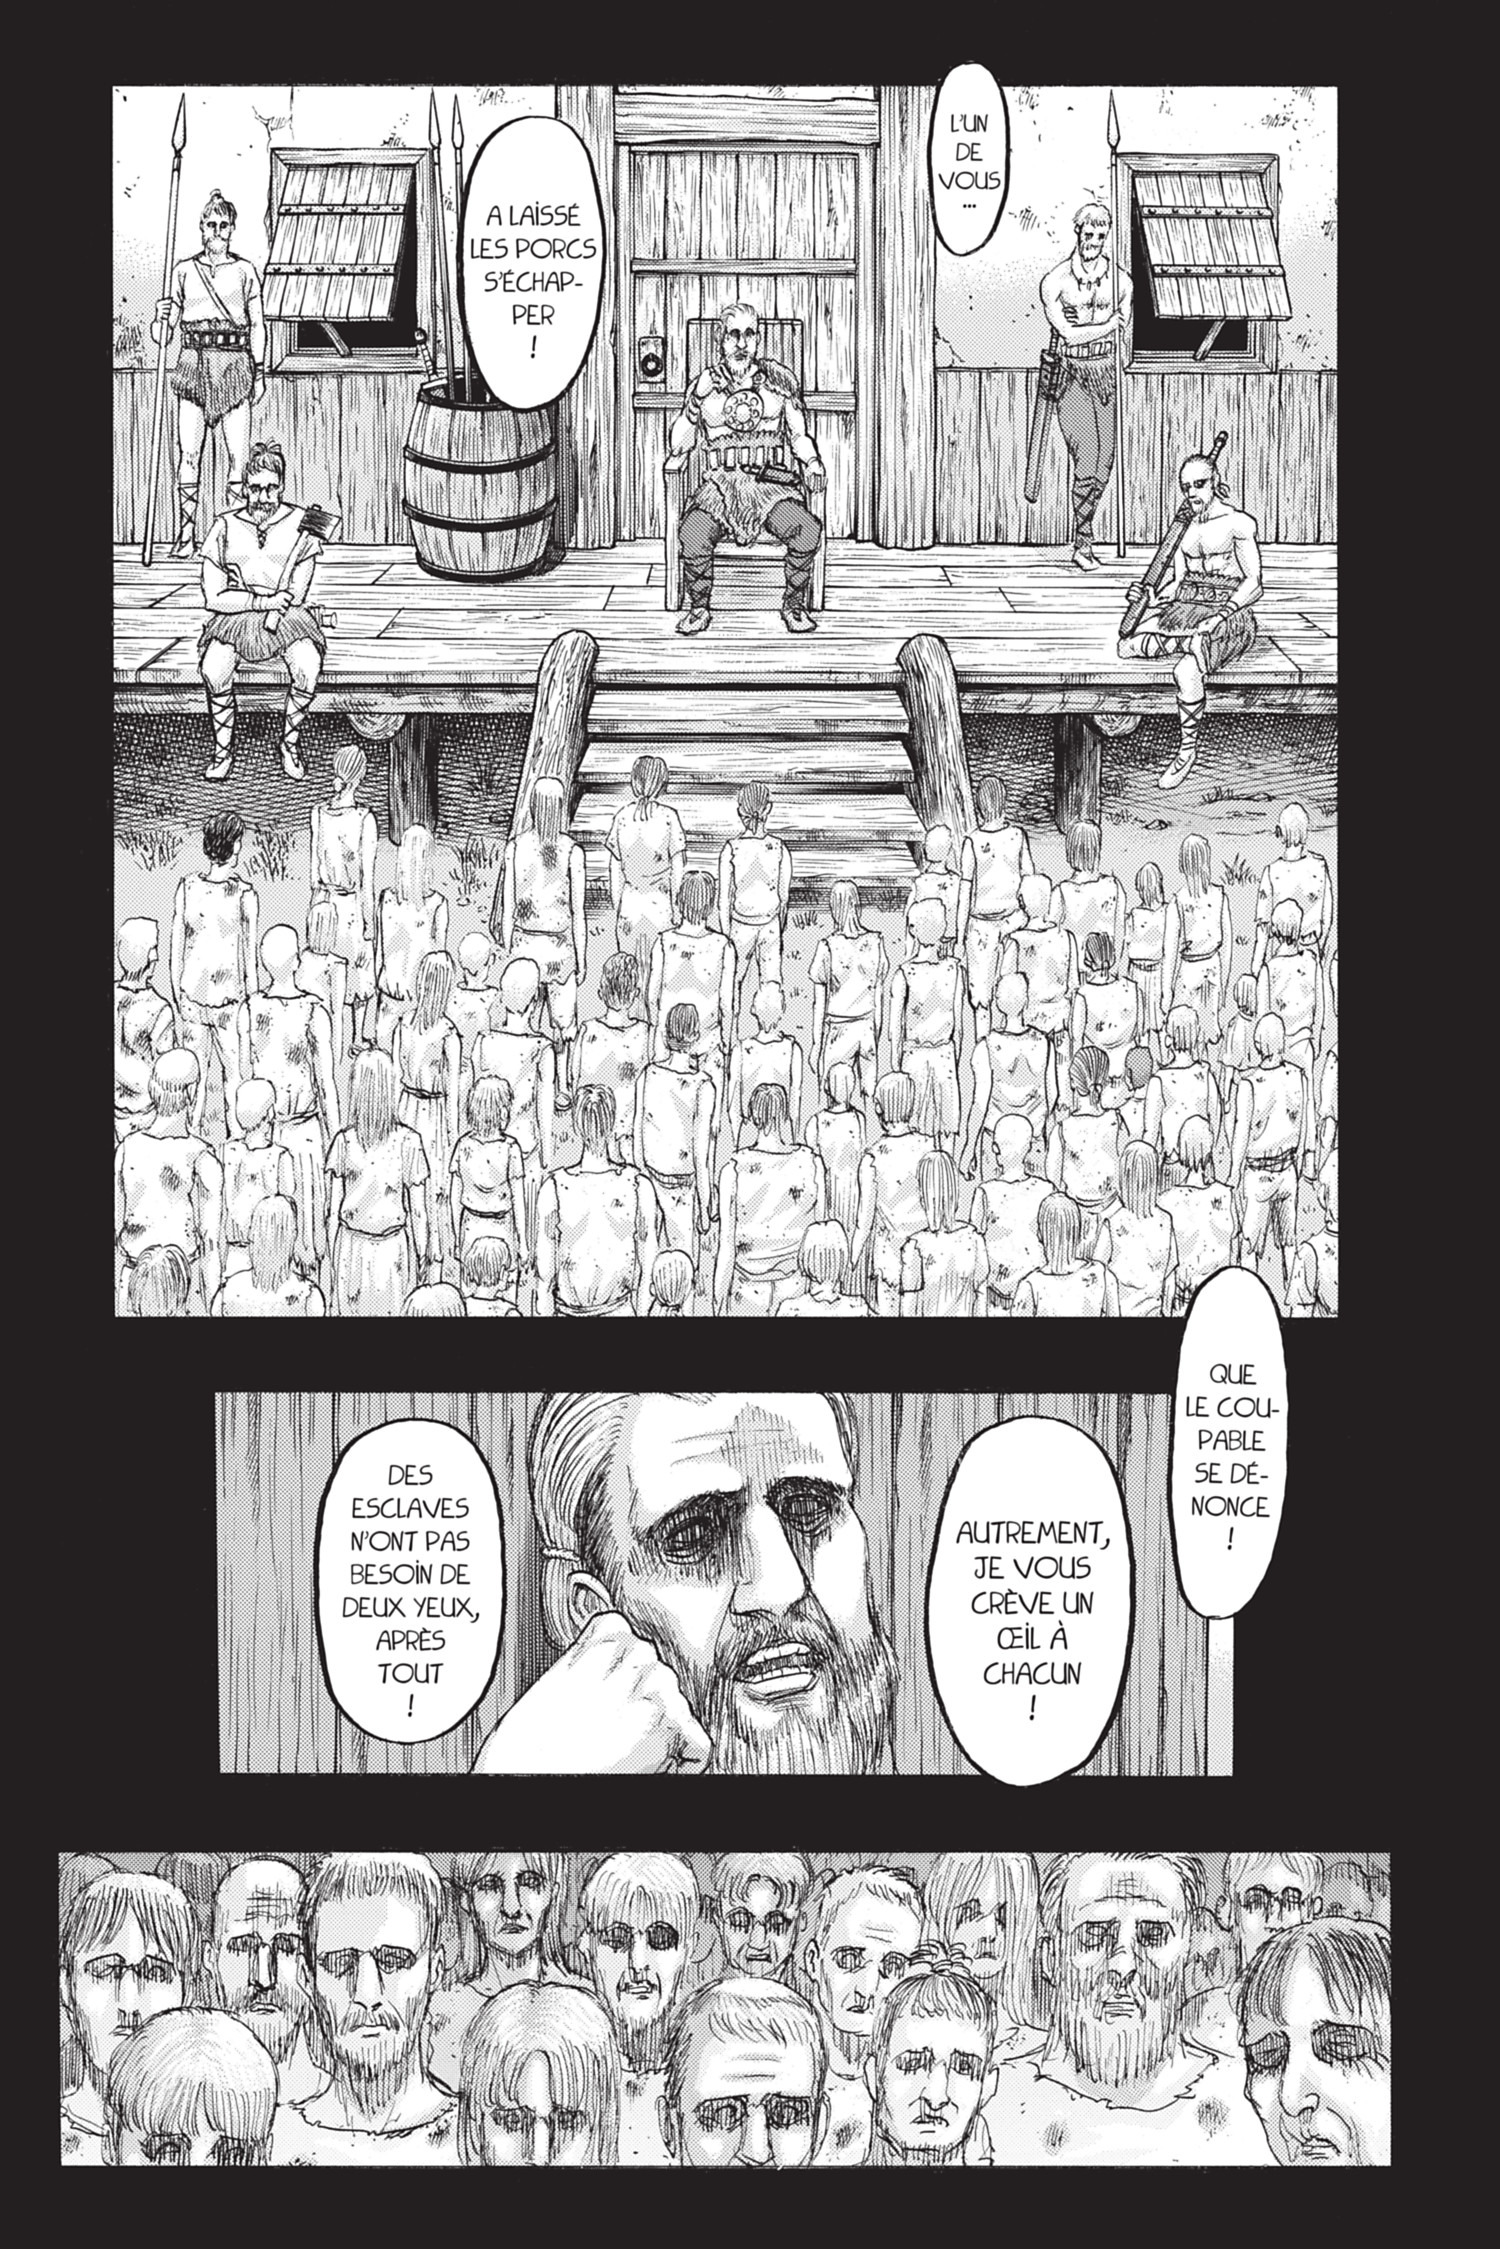 L'UN
DE
VOUS
...
A LAISSÉ
LES PORCS
S'ÉCHAP-
PER
!
QUE
LE COU-
PABLE
SE DÉ-
NONCE
!
AUTREMENT,
JE VOUS
CRÈVE UN
ŒIL À
CHACUN
!
DES
ESCLAVES
N'ONT PAS
BESOIN DE
DEUX YEUX,
APRÈS
TOUT
!